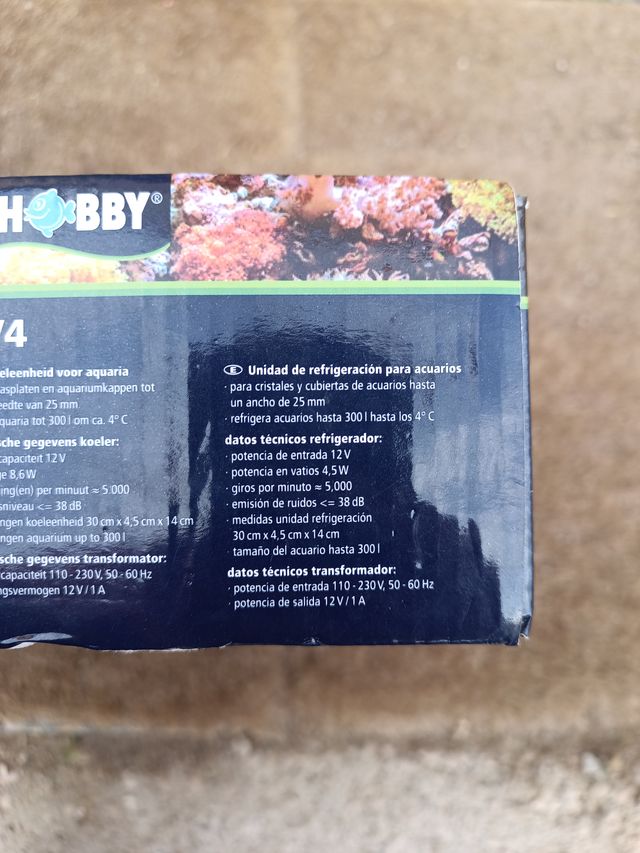 HOBBY®
/4
eleenheid voor aquaria
asplaten en aquariumkappen tot
eedte van 25 mm
quaria tot 300 l om ca. 4° C
sche gegevens koeler:
capaciteit 12 V
ge 8,6 W
ing(en) per minuut ≈ 5.000
sniveau <= 38 dB
ngen koeleenheid 30 cm x 4,5 cm x 14 cm
ngen aquarium up to 300 l
sche gegevens transformator:
capaciteit 110 - 230 V, 50 - 60 Hz
ngsvermogen 12 V / 1 A
E Unidad de refrigeración para acuarios
· para cristales y cubiertas de acuarios hasta
un ancho de 25 mm
· refrigera acuarios hasta 300 l hasta los 4° C
datos técnicos refrigerador:
· potencia de entrada 12 V
· potencia en vatios 4,5 W
· giros por minuto ≈ 5,000
· emisión de ruidos <= 38 dB
· medidas unidad refrigeración
30 cm x 4,5 cm x 14 cm
· tamaño del acuario hasta 300 l
datos técnicos transformador:
· potencia de entrada 110 - 230 V, 50 - 60 Hz
· potencia de salida 12 V / 1 A